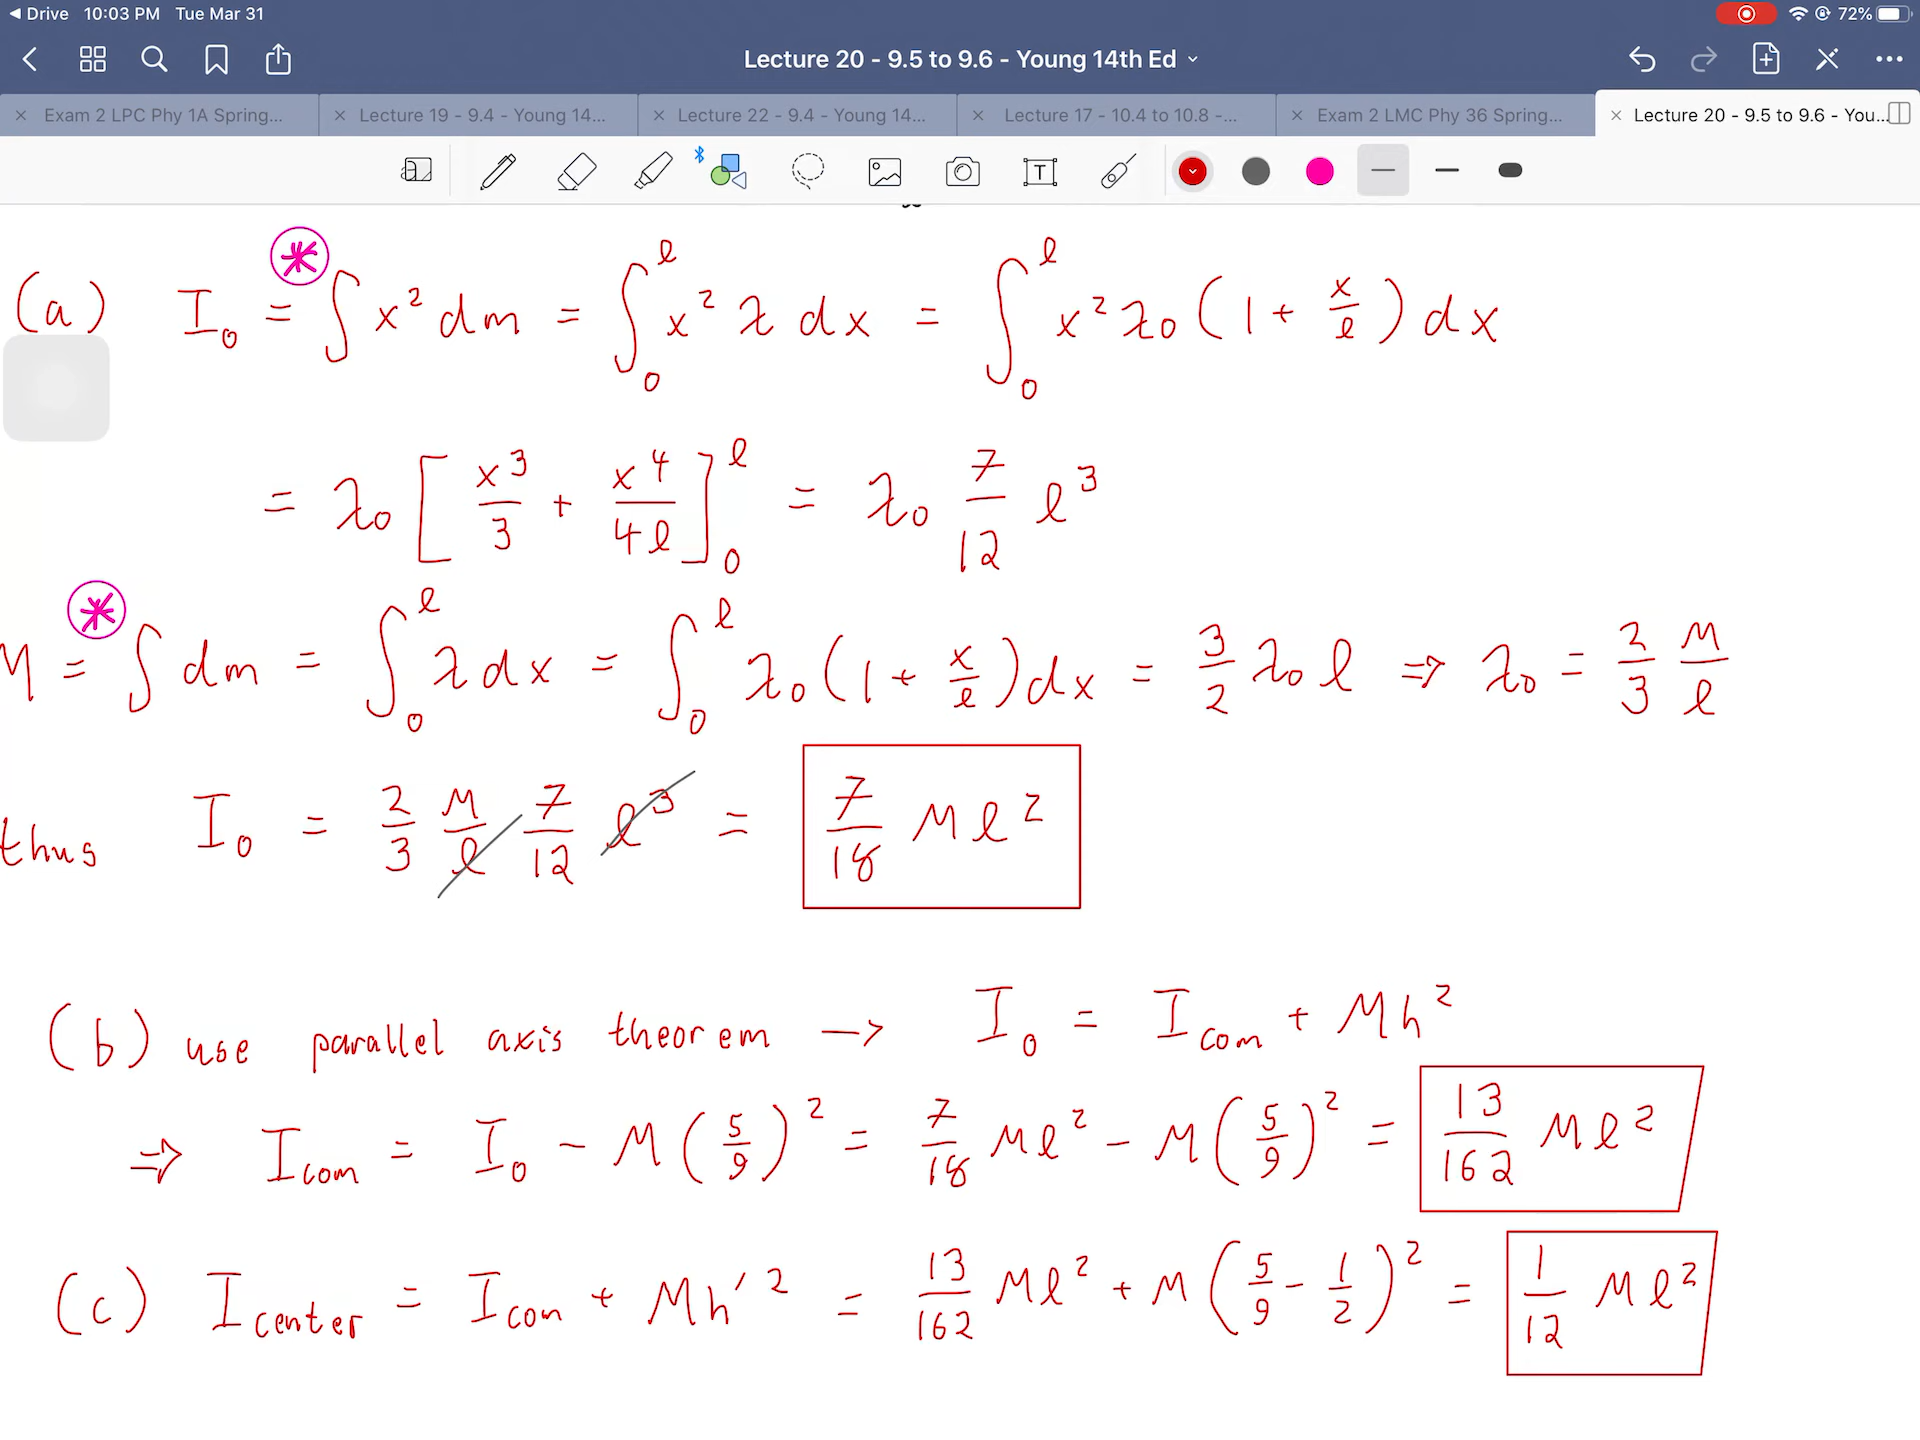 Drive 10:03 PM Tue Mar 31 72%
Lecture 20 - 9.5 to 9.6 - Young 14th Ed
Exam 2 LPC Phy 1A Spring... Lecture 19 - 9.4 - Young 14... Lecture 22 - 9.4 - Young 14... Lecture 17 - 10.4 to 10.8 -... Exam 2 LMC Phy 36 Spring... Lecture 20 - 9.5 to 9.6 - You...
(a) I₀ =* ∫ x² dm = ∫₀^ℓ x² λ dx = ∫₀^ℓ x² λ₀ (1 + x/ℓ) dx
= λ₀ [x³/3 + x⁴/4ℓ]₀^ℓ = λ₀ 7/12 ℓ³
M =* ∫ dm = ∫₀^ℓ λ dx = ∫₀^ℓ λ₀ (1 + x/ℓ) dx = 3/2 λ₀ ℓ ⇒ λ₀ = 2/3 M/ℓ
thus I₀ = 2/3 M/ℓ 7/12 ℓ³ = 7/18 Mℓ²
(b) use parallel axis theorem → I₀ = I com + Mh²
⇒ I com = I₀ - M(5/9)² = 7/18 Mℓ² - M(5/9)² = 13/162 Mℓ²
(c) I center = I com + Mh'² = 13/162 Mℓ² + M(5/9 - 1/2)² = 1/12 Mℓ²